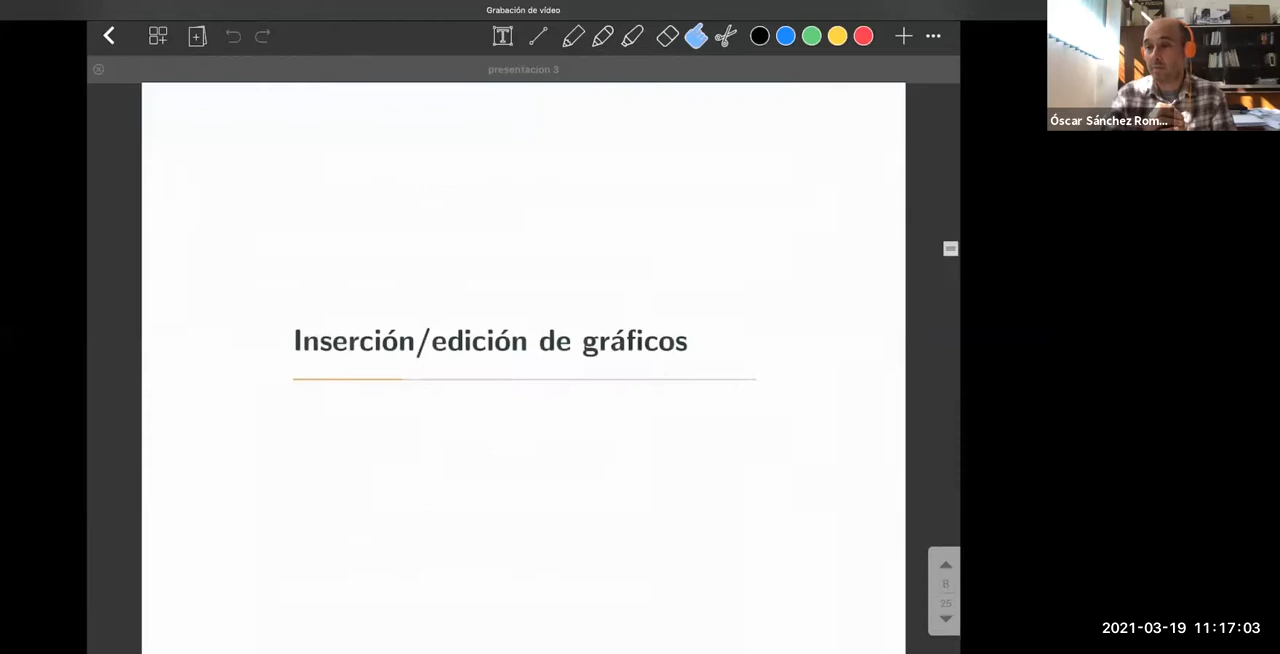 Grabación de vídeo
presentacion 3
Óscar Sánchez Rom...
Inserción/edición de gráficos
8
25
2021-03-19 11:17:03